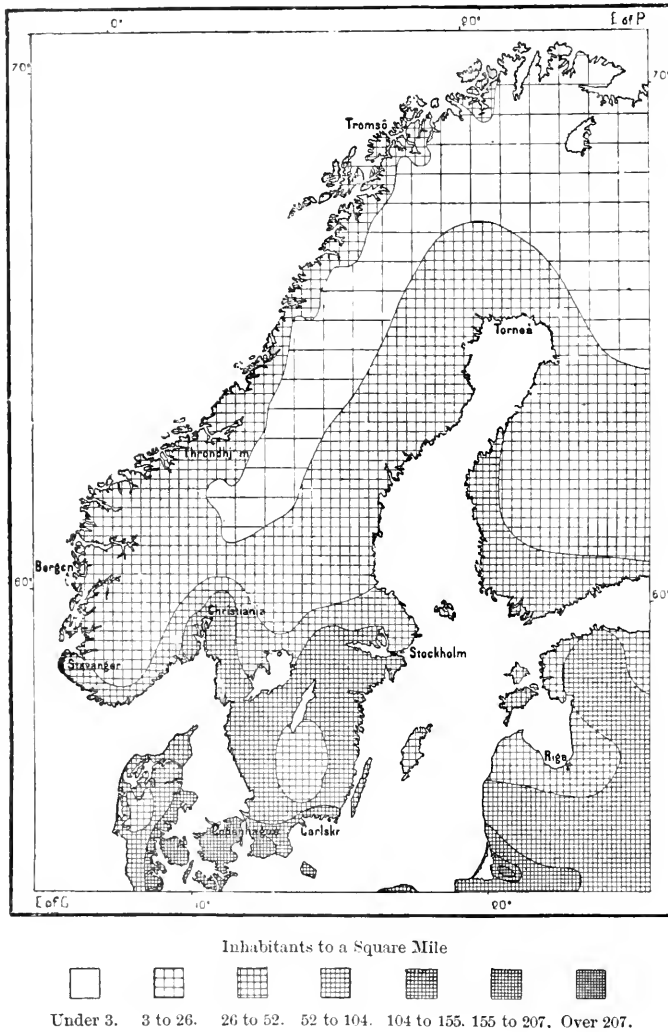 0° 20° E of P
70° 70°
Tromsö
Torneå
Throndhj m
Bergen
60° 60°
Christiania
Stockholm
Stavanger
Riga
Copenhague Carlskr
E of G 10° 20°
Inhabitants to a Square Mile
Under 3. 3 to 26. 26 to 52. 52 to 104. 104 to 155. 155 to 207. Over 207.